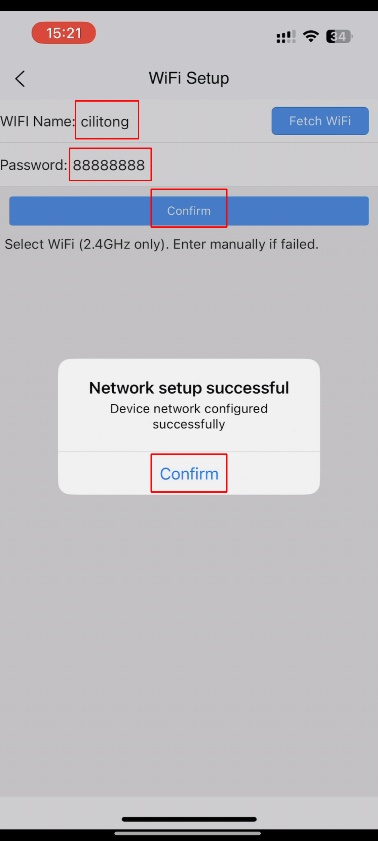 15:21
34
WiFi Setup
WIFI Name: cilitong
Fetch WiFi
Password: 88888888
Confirm
Select WiFi (2.4GHz only). Enter manually if failed.
Network setup successful
Device network configured
successfully
Confirm